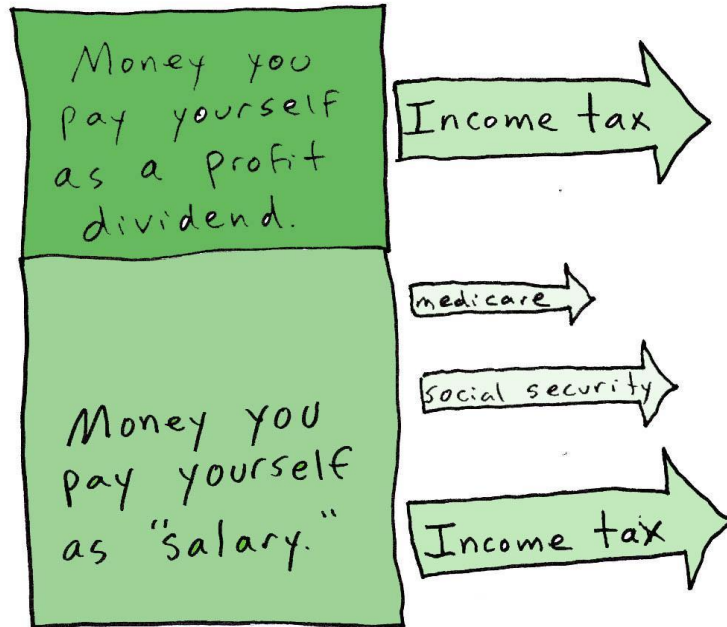 Money you
pay yourself
as a profit
dividend.
Income tax
medicare
social security
Money you
pay yourself
as "salary."
Income tax